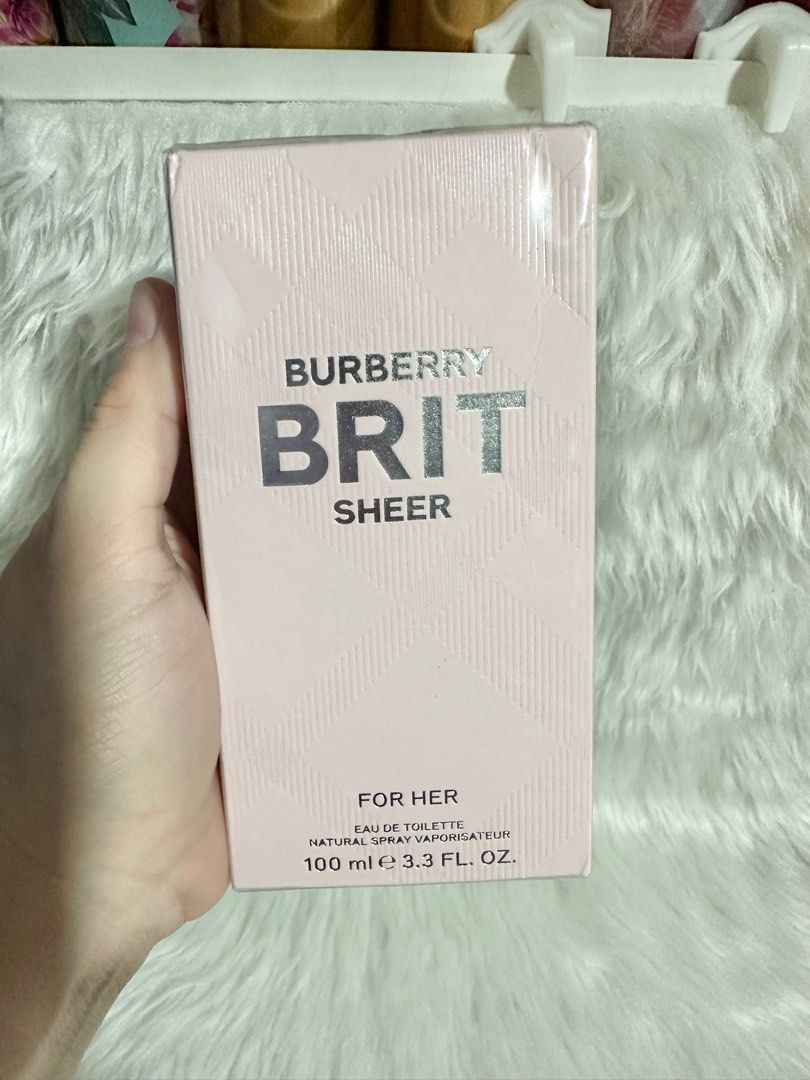 BURBERRY
BRIT
SHEER
FOR HER
EAU DE TOILETTE
NATURAL SPRAY VAPORISATEUR
100 ml ℮ 3.3 FL. OZ.